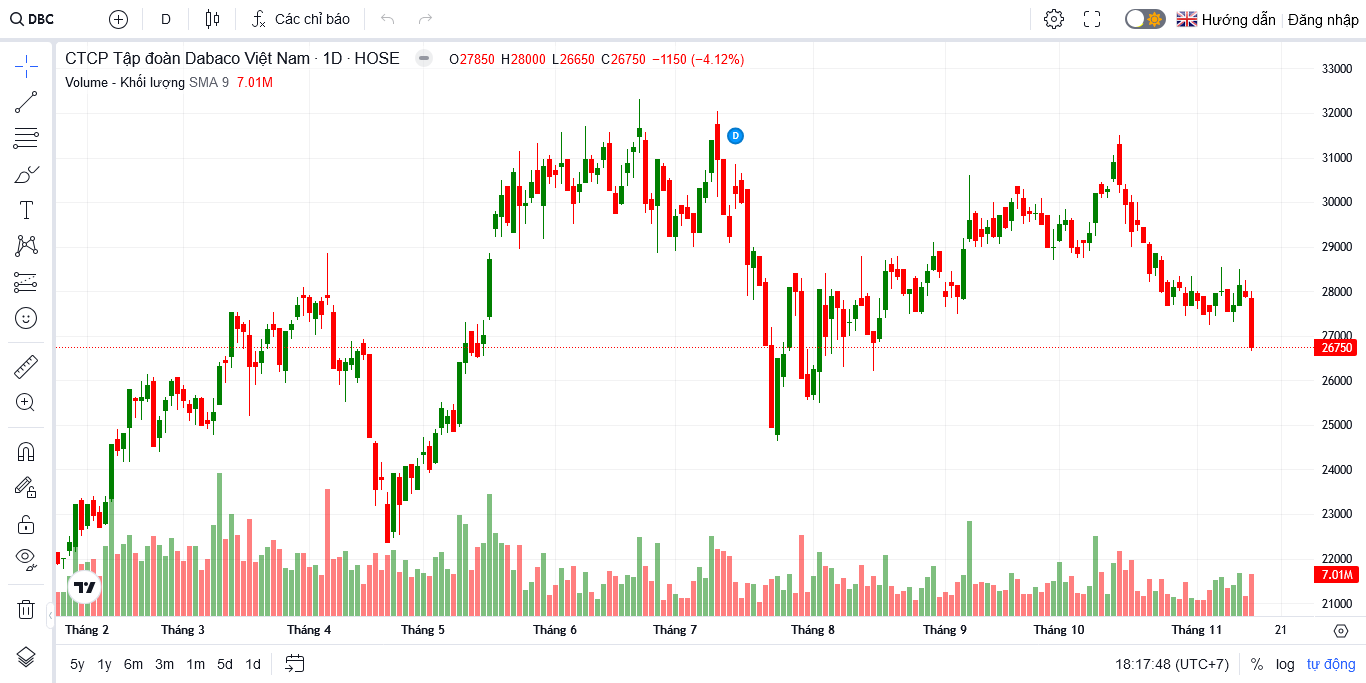 DBC D Các chỉ báo Hướng dẫn Đăng nhập
CTCP Tập đoàn Dabaco Việt Nam · 1D · HOSE O27850 H28000 L26650 C26750 −1150 (−4.12%)
Volume - Khối lượng SMA 9 7.01M
33000
32000
D
31000
30000
29000
28000
27000
26750
26000
25000
24000
23000
22000
7.01M
21000
Tháng 2 Tháng 3 Tháng 4 Tháng 5 Tháng 6 Tháng 7 Tháng 8 Tháng 9 Tháng 10 Tháng 11 21
5y 1y 6m 3m 1m 5d 1d 18:17:48 (UTC+7) % log tự động